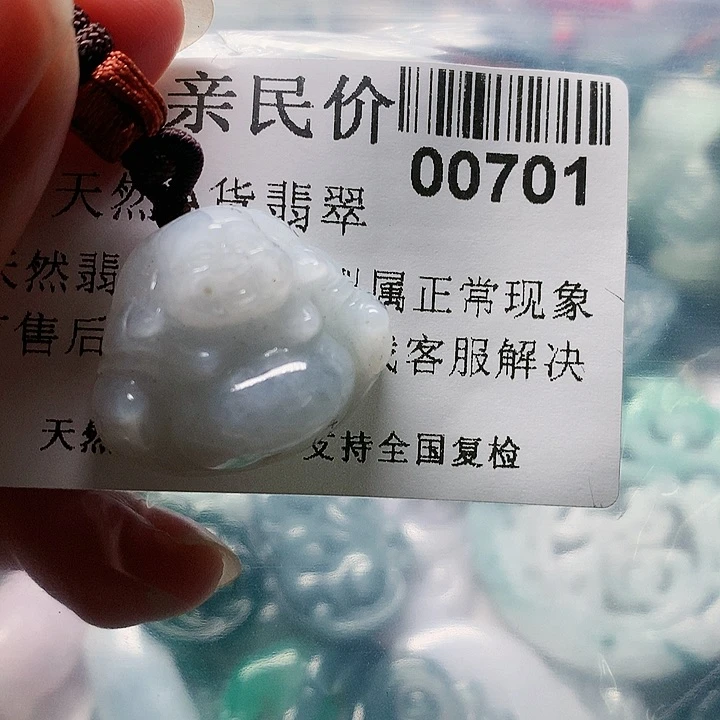 亲民价
00701
天然 货翡翠
然翡 属正常现象
售后 客服解决
天然 支持全国复检